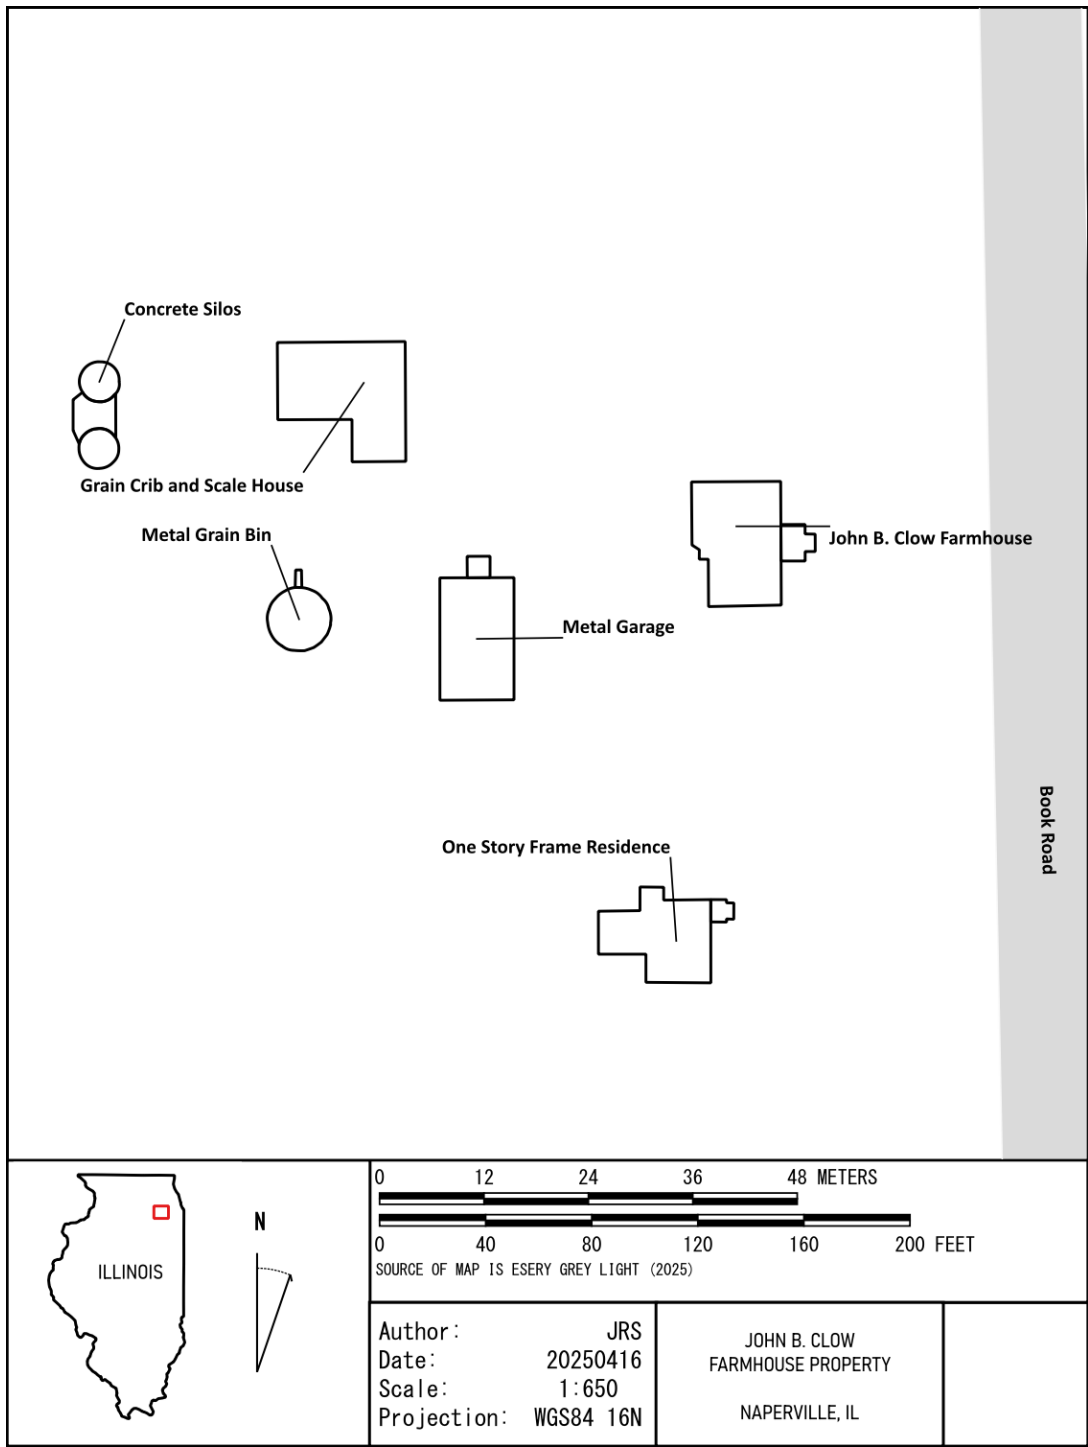 Concrete Silos
Grain Crib and Scale House
Metal Grain Bin
John B. Clow Farmhouse
Metal Garage
Book Road
One Story Frame Residence
N
ILLINOIS
0 12 24 36 48 METERS
0 40 80 120 160 200 FEET
SOURCE OF MAP IS ESERY GREY LIGHT (2025)
Author: JRS
Date: 20250416
Scale: 1:650
Projection: WGS84 16N
JOHN B. CLOW
FARMHOUSE PROPERTY
NAPERVILLE, IL